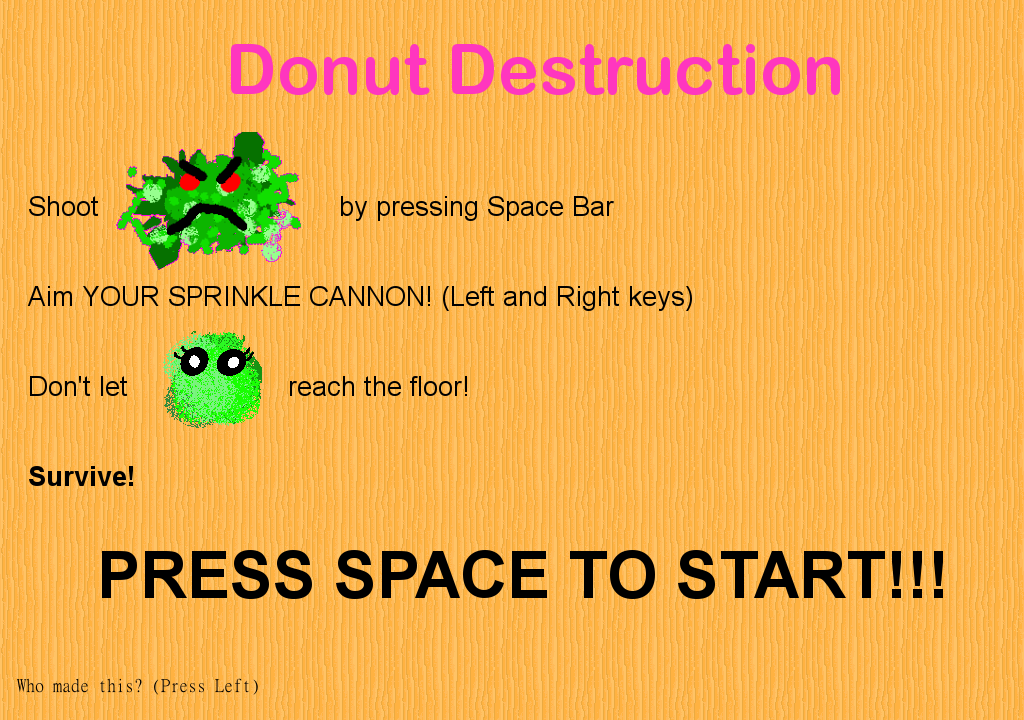 Donut Destruction
Shoot by pressing Space Bar
Aim YOUR SPRINKLE CANNON! (Left and Right keys)
Don't let reach the floor!
Survive!
PRESS SPACE TO START!!!
Who made this? (Press Left)